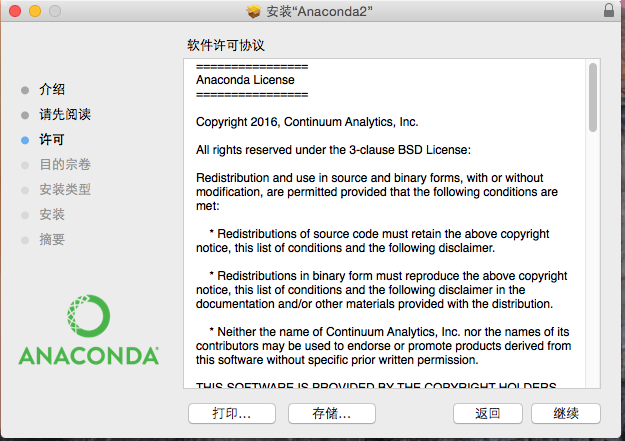 安装“Anaconda2”
软件许可协议
介绍
请先阅读
许可
目的宗卷
安装类型
安装
摘要
ANACONDA
================
Anaconda License
================
Copyright 2016, Continuum Analytics, Inc.
All rights reserved under the 3-clause BSD License:
Redistribution and use in source and binary forms, with or without
modification, are permitted provided that the following conditions are
met:
* Redistributions of source code must retain the above copyright
notice, this list of conditions and the following disclaimer.
* Redistributions in binary form must reproduce the above copyright
notice, this list of conditions and the following disclaimer in the
documentation and/or other materials provided with the distribution.
* Neither the name of Continuum Analytics, Inc. nor the names of its
contributors may be used to endorse or promote products derived from
this software without specific prior written permission.
THIS SOFTWARE IS PROVIDED BY THE COPYRIGHT HOLDERS
打印...
存储...
返回
继续